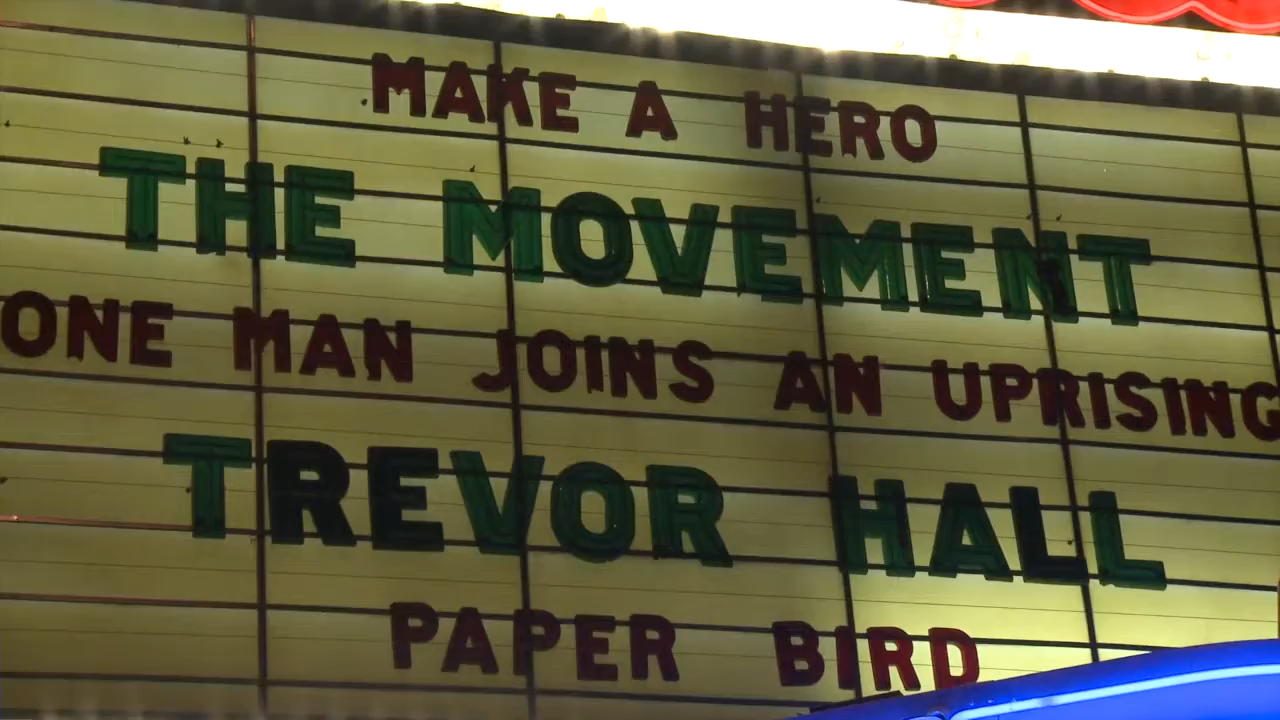 MAKE A HERO
THE MOVEMENT
ONE MAN JOINS AN UPRISING
TREVOR HALL
PAPER BIRD